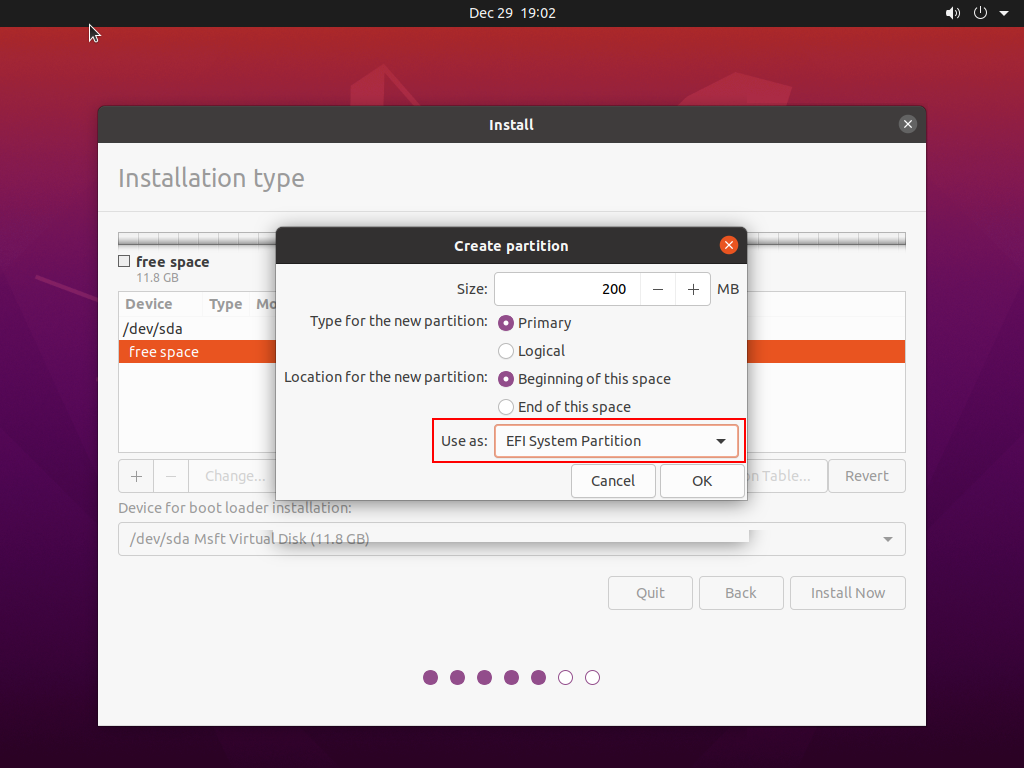 Dec 29 19:02
Install
Installation type
free space
11.8 GB
Device Type Mo
/dev/sda
free space
Create partition
Size: 200 MB
Type for the new partition: Primary
Logical
Location for the new partition: Beginning of this space
End of this space
Use as: EFI System Partition
Cancel OK
+ − Change... n Table... Revert
Device for boot loader installation:
/dev/sda Msft Virtual Disk (11.8 GB)
Quit Back Install Now